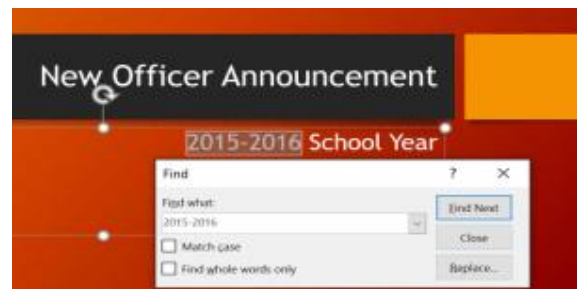 New Officer Announcement
2015-2016 School Year
Find ? ×
Find what:
2015-2016
Find Next
Match case
Close
Find whole words only
Replace...